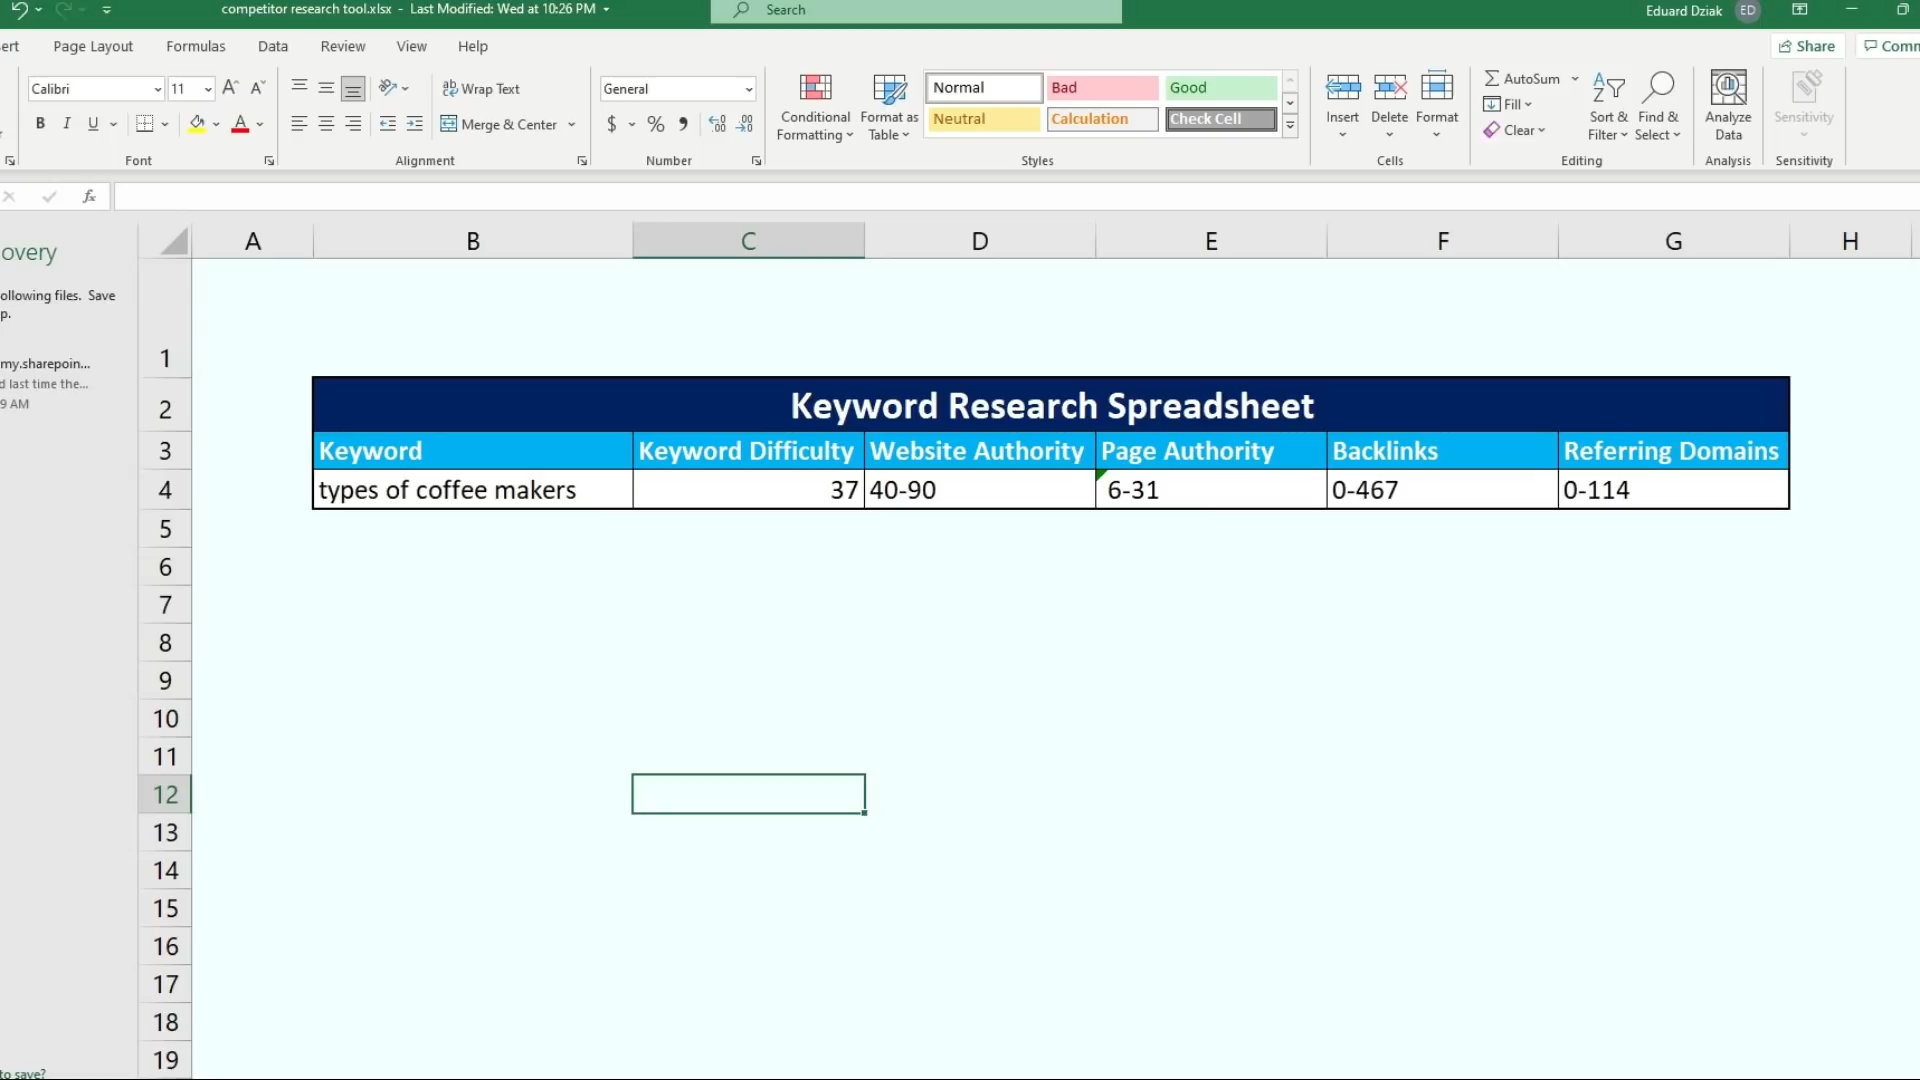 competitor research tool.xlsx - Last Modified: Wed at 10:26 PM
Search
Eduard Dziak ED
ert Page Layout Formulas Data Review View Help
Share Comm
Calibri 11 A A ab Wrap Text General
Conditional Formatting
Format as Table
Normal Bad Good
Neutral Calculation Check Cell
B I U A Merge & Center $ % 9
Insert Delete Format
AutoSum
Fill
Clear
Sort & Filter
Find & Select
Analyze Data
Sensitivity
Font Alignment Number Styles Cells Editing Analysis Sensitivity
fx
A B C D E F G H
overy
ollowing files. Save
p.
my.sharepoin...
d last time the...
9 AM
1
2 Keyword Research Spreadsheet
3 Keyword Keyword Difficulty Website Authority Page Authority Backlinks Referring Domains
4 types of coffee makers 37 40-90 6-31 0-467 0-114
5
6
7
8
9
10
11
12
13
14
15
16
17
18
19
to save?